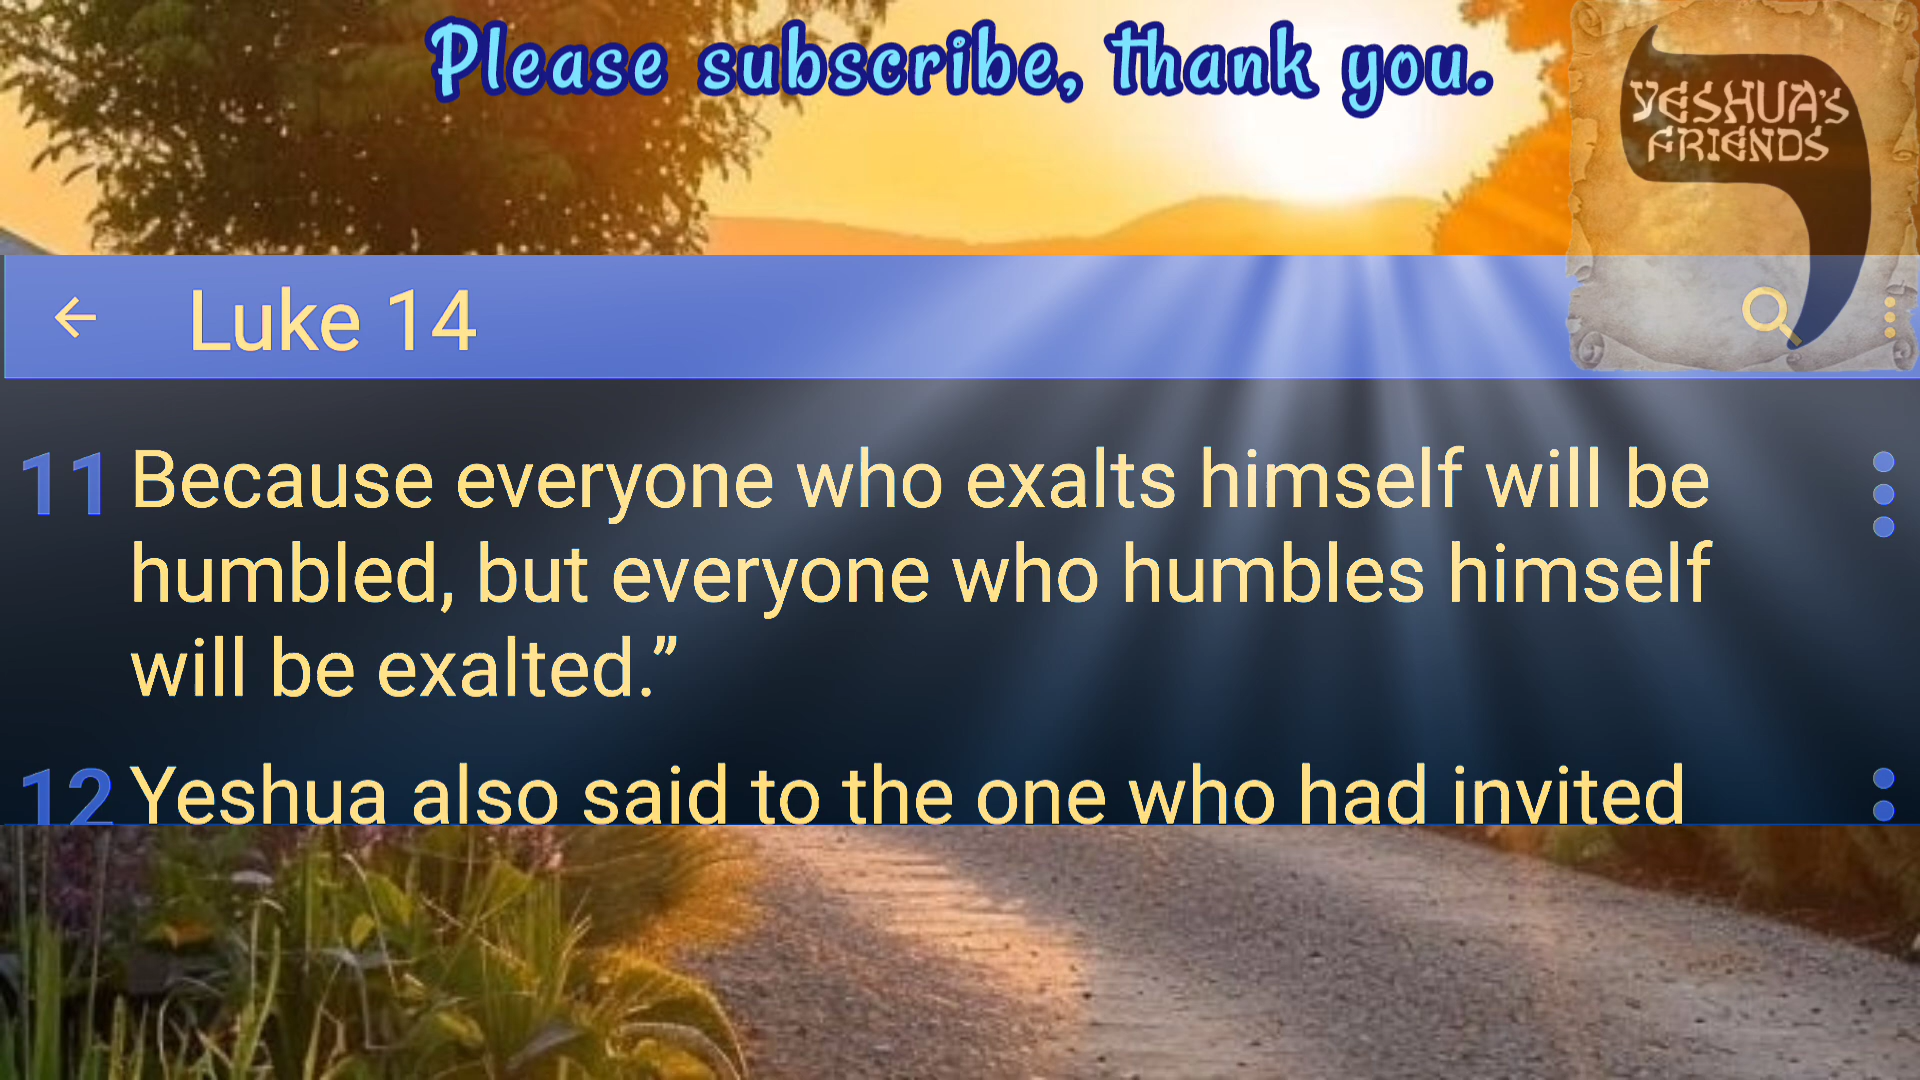 Please subscribe, thank you.
YESHUA'S
FRIENDS
Luke 14
11 Because everyone who exalts himself will be
humbled, but everyone who humbles himself
will be exalted.”
12 Yeshua also said to the one who had invited